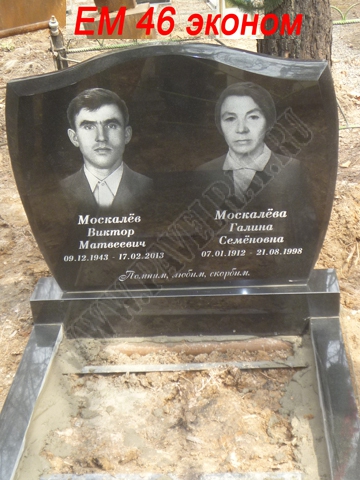 ЕМ 46 эконом
Москалёв
Виктор
Матвеевич
09.12.1943 - 17.02.2013
Москалёва
Галина
Семёновна
07.01.1912 - 21.08.1998
Помним, любим, скорбим.